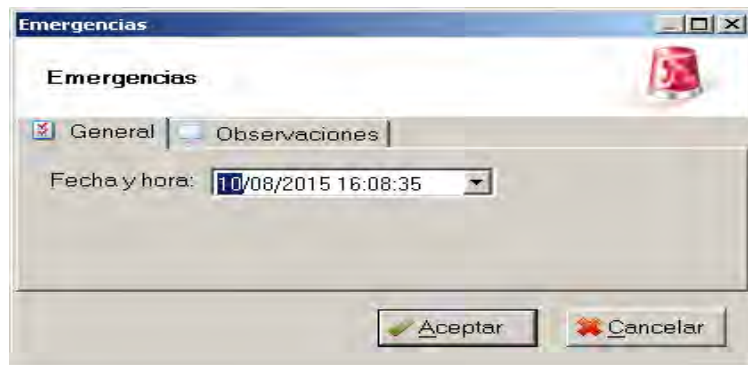 Emergencias
Emergencias
General Observaciones
Fecha y hora: 10/08/2015 16:08:35
Aceptar Cancelar